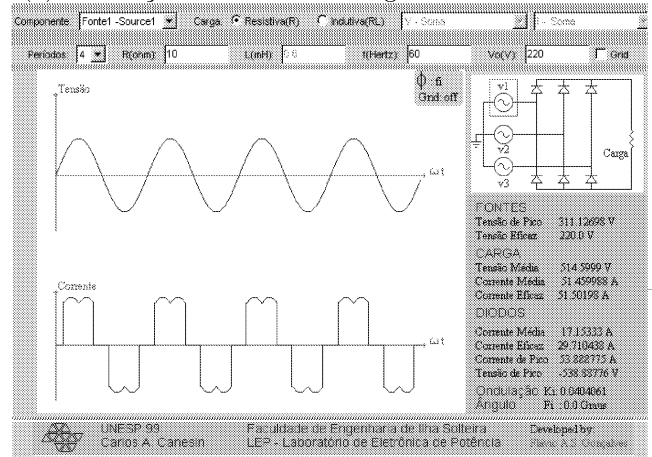 Componente: Fonte1 -Source1 Carga: Resistiva(R) Indutiva(RL) V - Soma I - Soma
Períodos: 4 R(ohm): 10 L(mH): 6.6 f(Hertz): 60 Vo(V): 220 Grid
Tensão
ϕ : fi
Grid: off
ωt
Corrente
ωt
v1
v2
v3
Carga
FONTES
Tensão de Pico 311.12698 V
Tensão Eficaz 220.0 V
CARGA
Tensão Média 514.5999 V
Corrente Média 51.459988 A
Corrente Eficaz 51.50198 A
DIODOS
Corrente Média 17.15333 A
Corrente Eficaz 29.710438 A
Corrente de Pico 53.888775 A
Tensão de Pico -538.88776 V
Ondulação Ki: 0.0404061
Ângulo Fi : 0.0 Graus
UNESP 99 Faculdade de Engenharia de Ilha Solteira Developed by:
Carlos A. Canesin LEP - Laboratório de Eletrônica de Potência Flávio A.S. Gonçalves